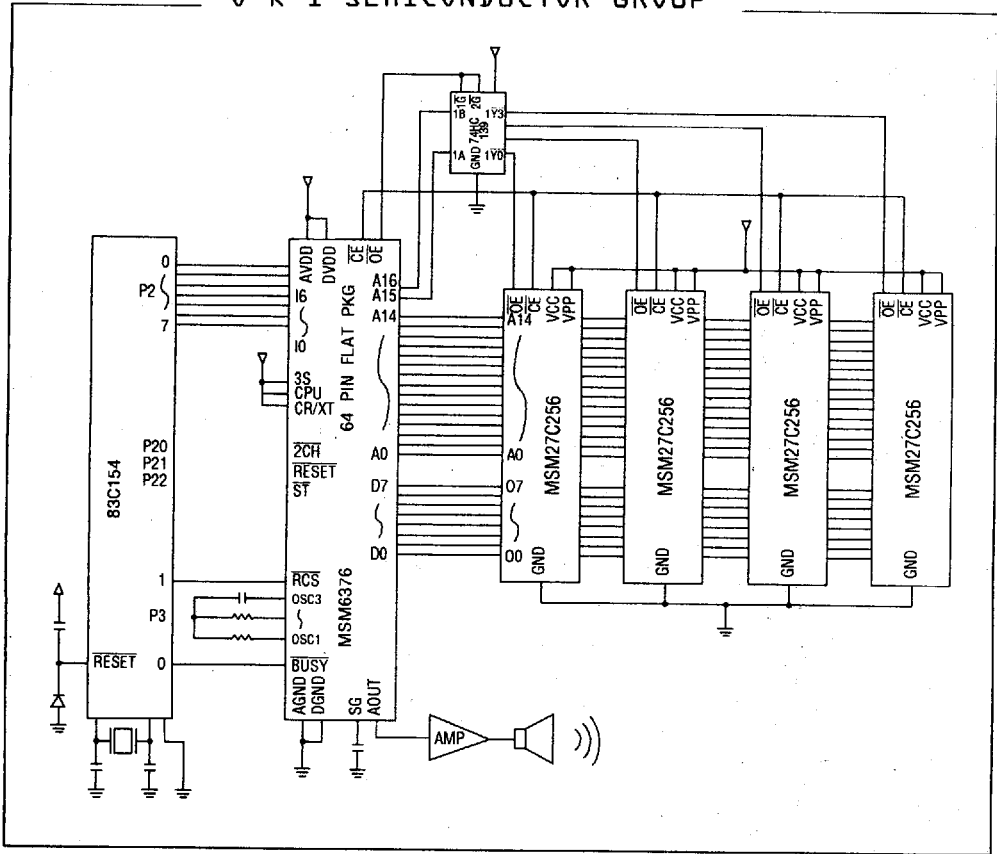 O K I SEMICONDUCTOR GROUP
1G 2G
1B 1Y3
74HC
139
1A 1Y0
GND
0
P2
7
P20
P21
P22
83C154
1
P3
RESET 0
AVDD DVDD CE OE
A16
A15
I6 A14
I0
3S
CPU
CR/XT
64 PIN FLAT PKG
2CH A0
RESET
ST D7
D0
RCS
OSC3
OSC1
MSM6376
BUSY
AGND DGND SG AOUT
AMP
OE CE VCC VPP
A14
A0
O7
O0
MSM27C256
GND
OE CE VCC VPP
MSM27C256
GND
OE CE VCC VPP
MSM27C256
GND
OE CE VCC VPP
MSM27C256
GND